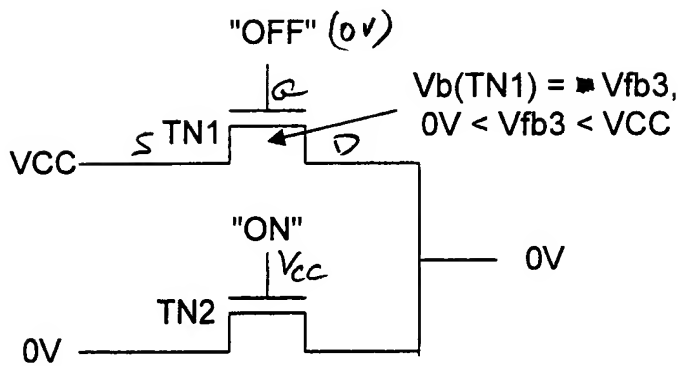 "OFF" (0V)
G
Vb(TN1) = Vfb3,
0V < Vfb3 < VCC
S TN1 D
VCC
"ON"
Vcc
0V
TN2
0V